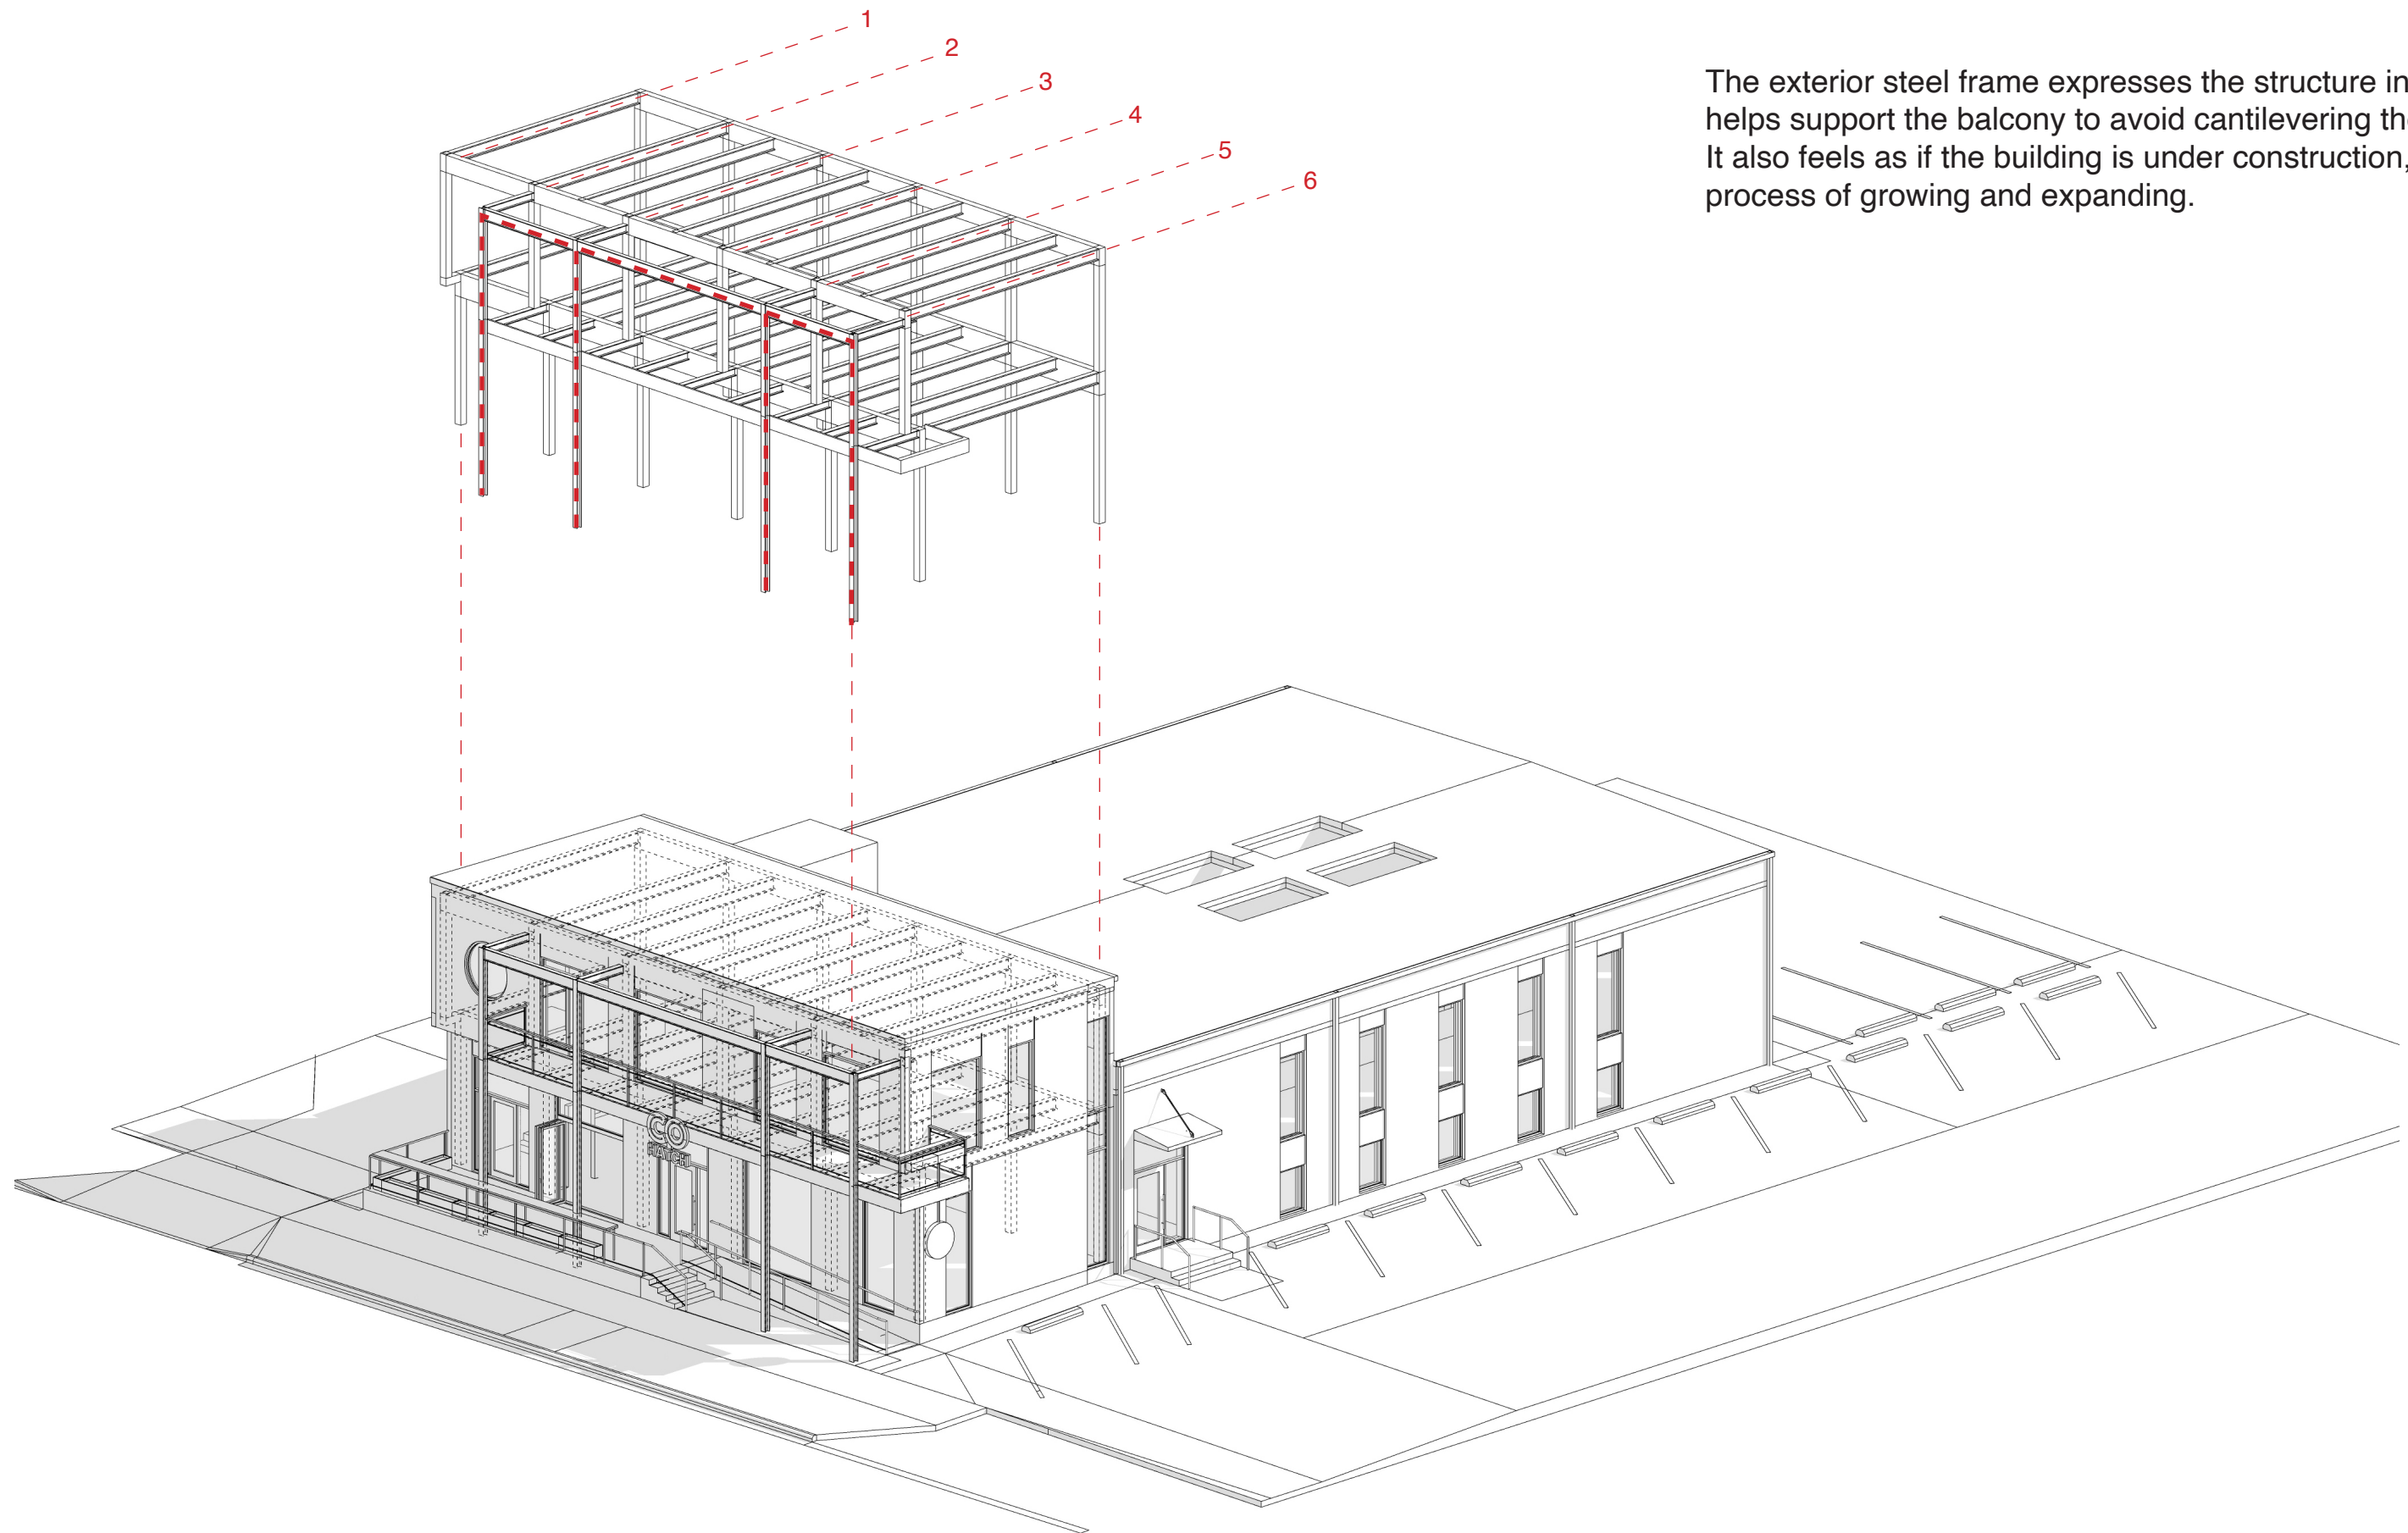 1
2
3
4
5
6
The exterior steel frame expresses the structure in
helps support the balcony to avoid cantilevering the
It also feels as if the building is under construction,
process of growing and expanding.
CO
HATCH